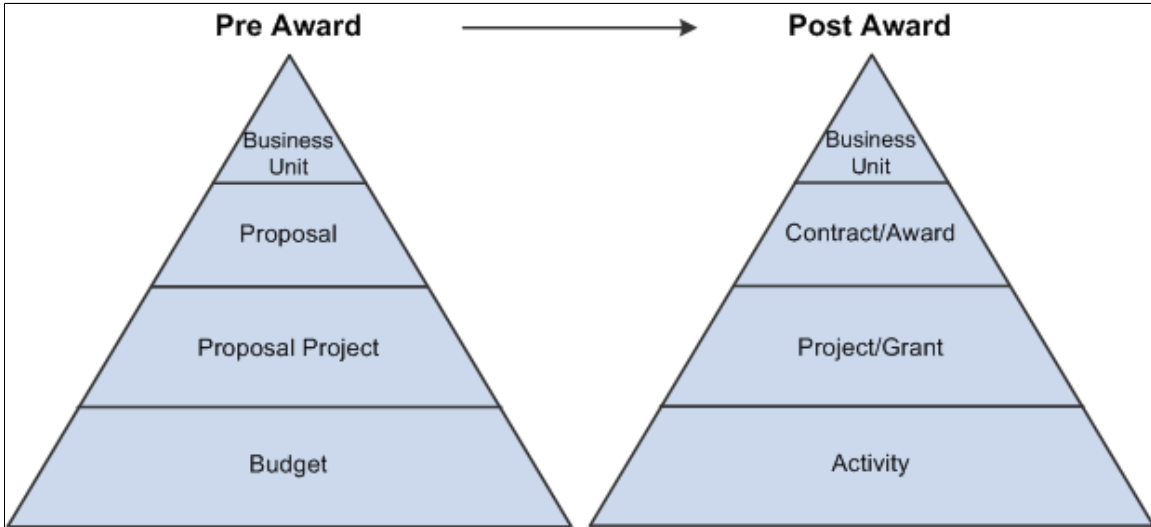 Pre Award
Post Award
Business
Unit
Proposal
Proposal Project
Budget
Business
Unit
Contract/Award
Project/Grant
Activity